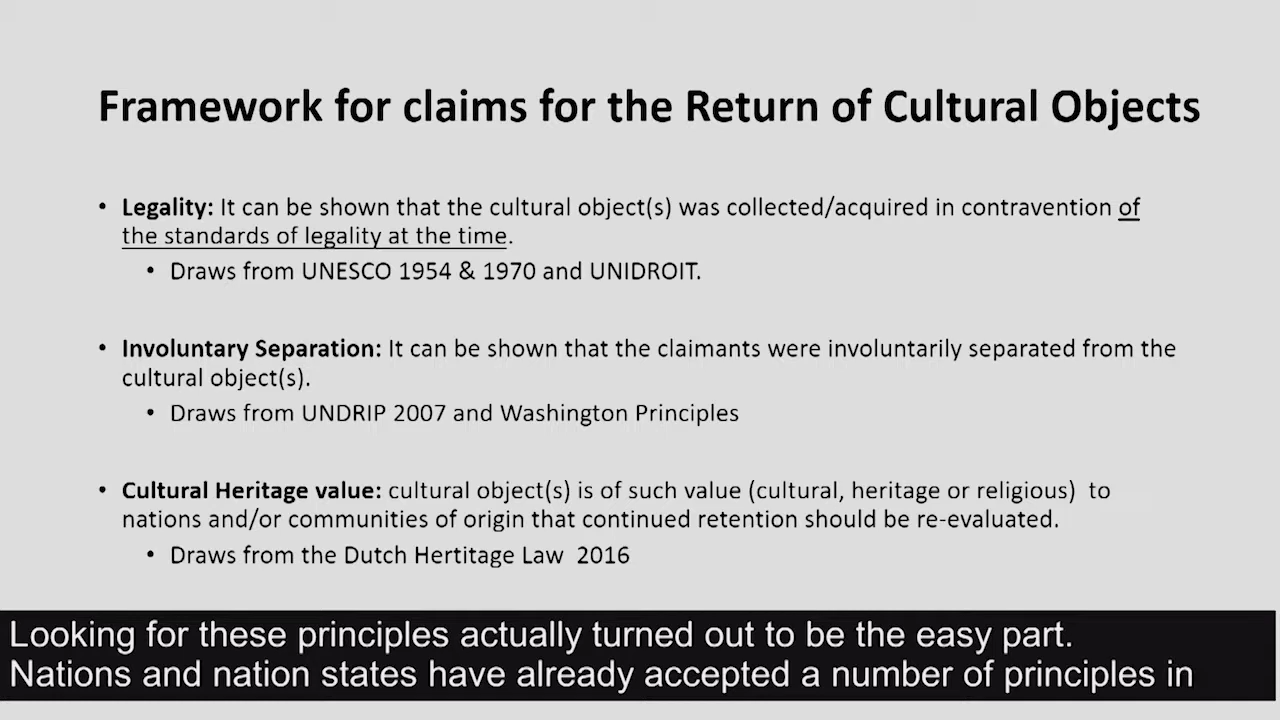 Framework for claims for the Return of Cultural Objects
• Legality: It can be shown that the cultural object(s) was collected/acquired in contravention of
the standards of legality at the time.
• Draws from UNESCO 1954 & 1970 and UNIDROIT.
• Involuntary Separation: It can be shown that the claimants were involuntarily separated from the
cultural object(s).
• Draws from UNDRIP 2007 and Washington Principles
• Cultural Heritage value: cultural object(s) is of such value (cultural, heritage or religious) to
nations and/or communities of origin that continued retention should be re-evaluated.
• Draws from the Dutch Hertitage Law 2016
Looking for these principles actually turned out to be the easy part.
Nations and nation states have already accepted a number of principles in